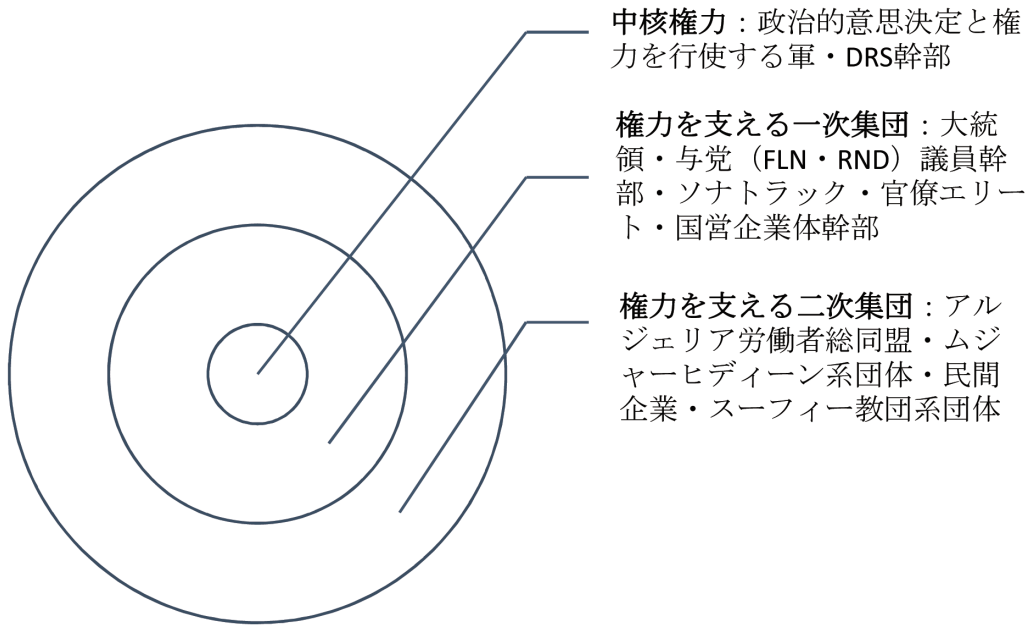 中核権力：政治的意思決定と権
力を行使する軍・DRS幹部
権力を支える一次集団：大統
領・与党（FLN・RND）議員幹
部・ソナトラック・官僚エリー
ト・国営企業体幹部
権力を支える二次集団：アル
ジェリア労働者総同盟・ムジ
ャーヒディーン系団体・民間
企業・スーフィー教団系団体